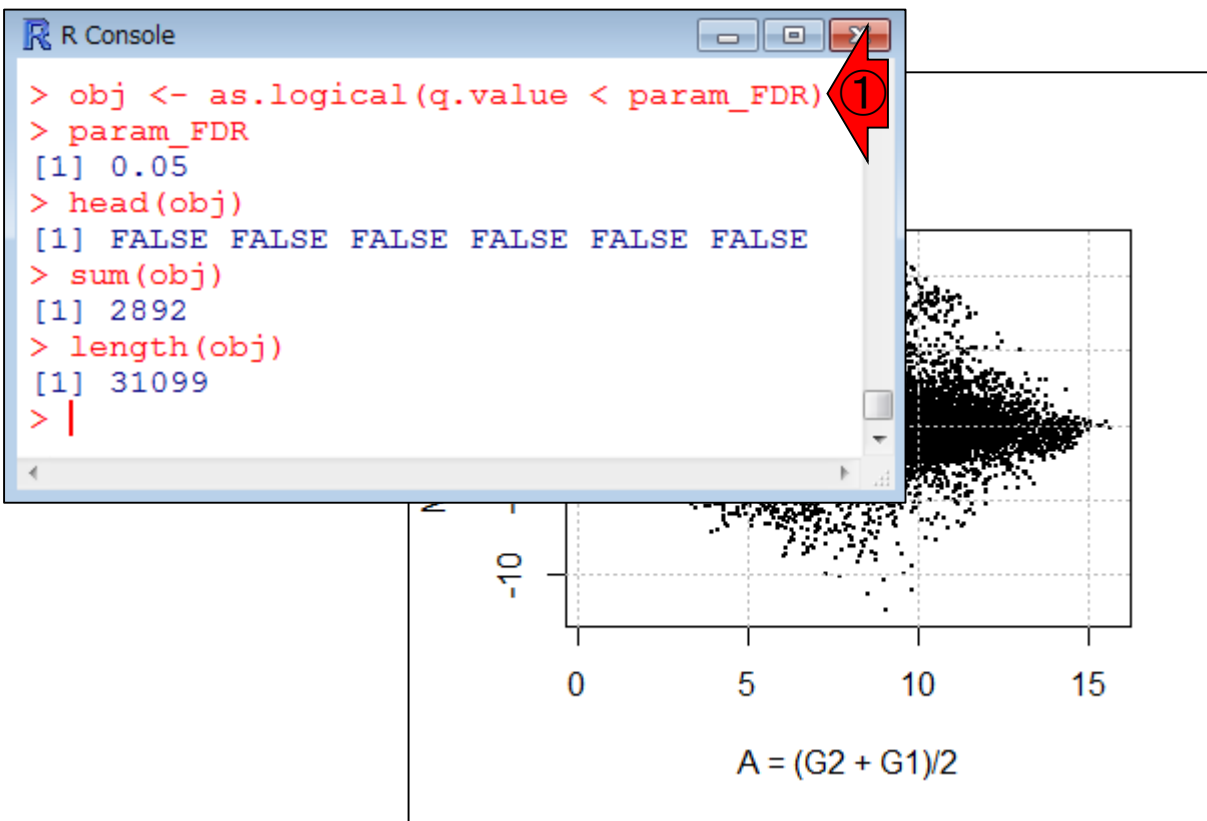 R Console
> obj <- as.logical(q.value < param_FDR)
①
> param_FDR
[1] 0.05
> head(obj)
[1] FALSE FALSE FALSE FALSE FALSE FALSE
> sum(obj)
[1] 2892
> length(obj)
[1] 31099
>
-10
0 5 10 15
A = (G2 + G1)/2